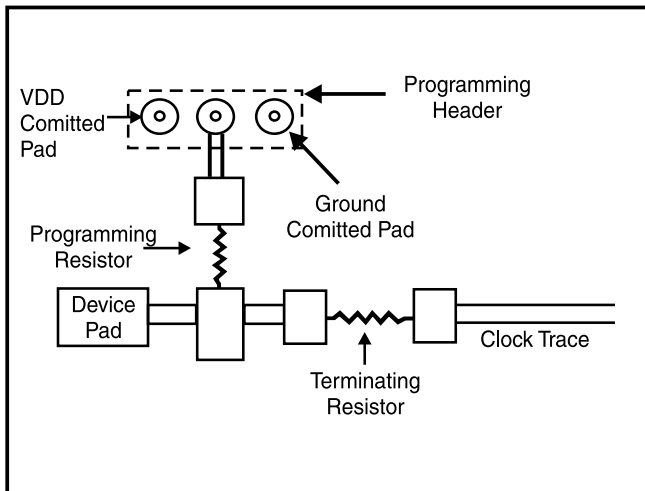 VDD
Comitted
Pad
Programming
Header
Ground
Comitted Pad
Programming
Resistor
Device
Pad
Clock Trace
Terminating
Resistor